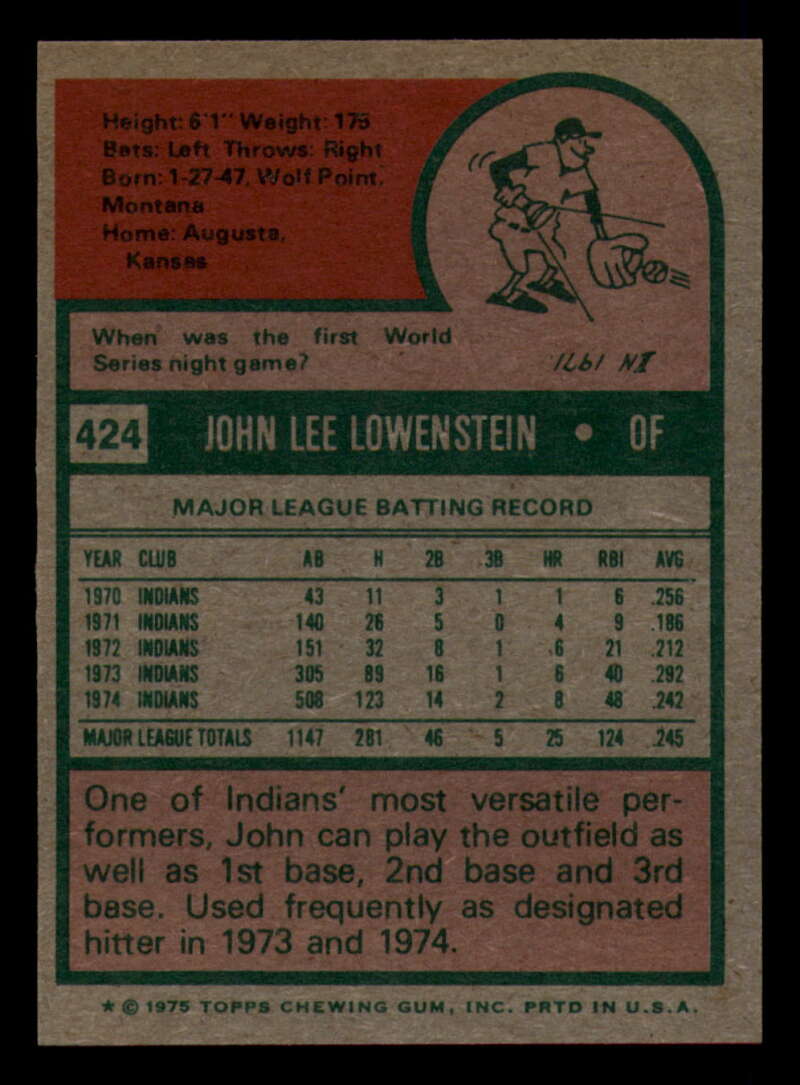 Height: 6'1" Weight: 175
Bats: Left Throws: Right
Born: 1-27-47, Wolf Point,
Montana
Home: Augusta,
Kansas
When was the first World
Series night game?
IN 1971
424 JOHN LEE LOWENSTEIN • OF
MAJOR LEAGUE BATTING RECORD
YEAR CLUB AB H 2B 3B HR RBI AVG
1970 INDIANS 43 11 3 1 1 6 .256
1971 INDIANS 140 26 5 0 4 9 .186
1972 INDIANS 151 32 8 1 6 21 .212
1973 INDIANS 305 89 16 1 6 40 .292
1974 INDIANS 508 123 14 2 8 48 .242
MAJOR LEAGUE TOTALS 1147 281 46 5 25 124 .245
One of Indians' most versatile per-
formers, John can play the outfield as
well as 1st base, 2nd base and 3rd
base. Used frequently as designated
hitter in 1973 and 1974.
★ © 1975 TOPPS CHEWING GUM, INC. PRTD IN U.S.A.